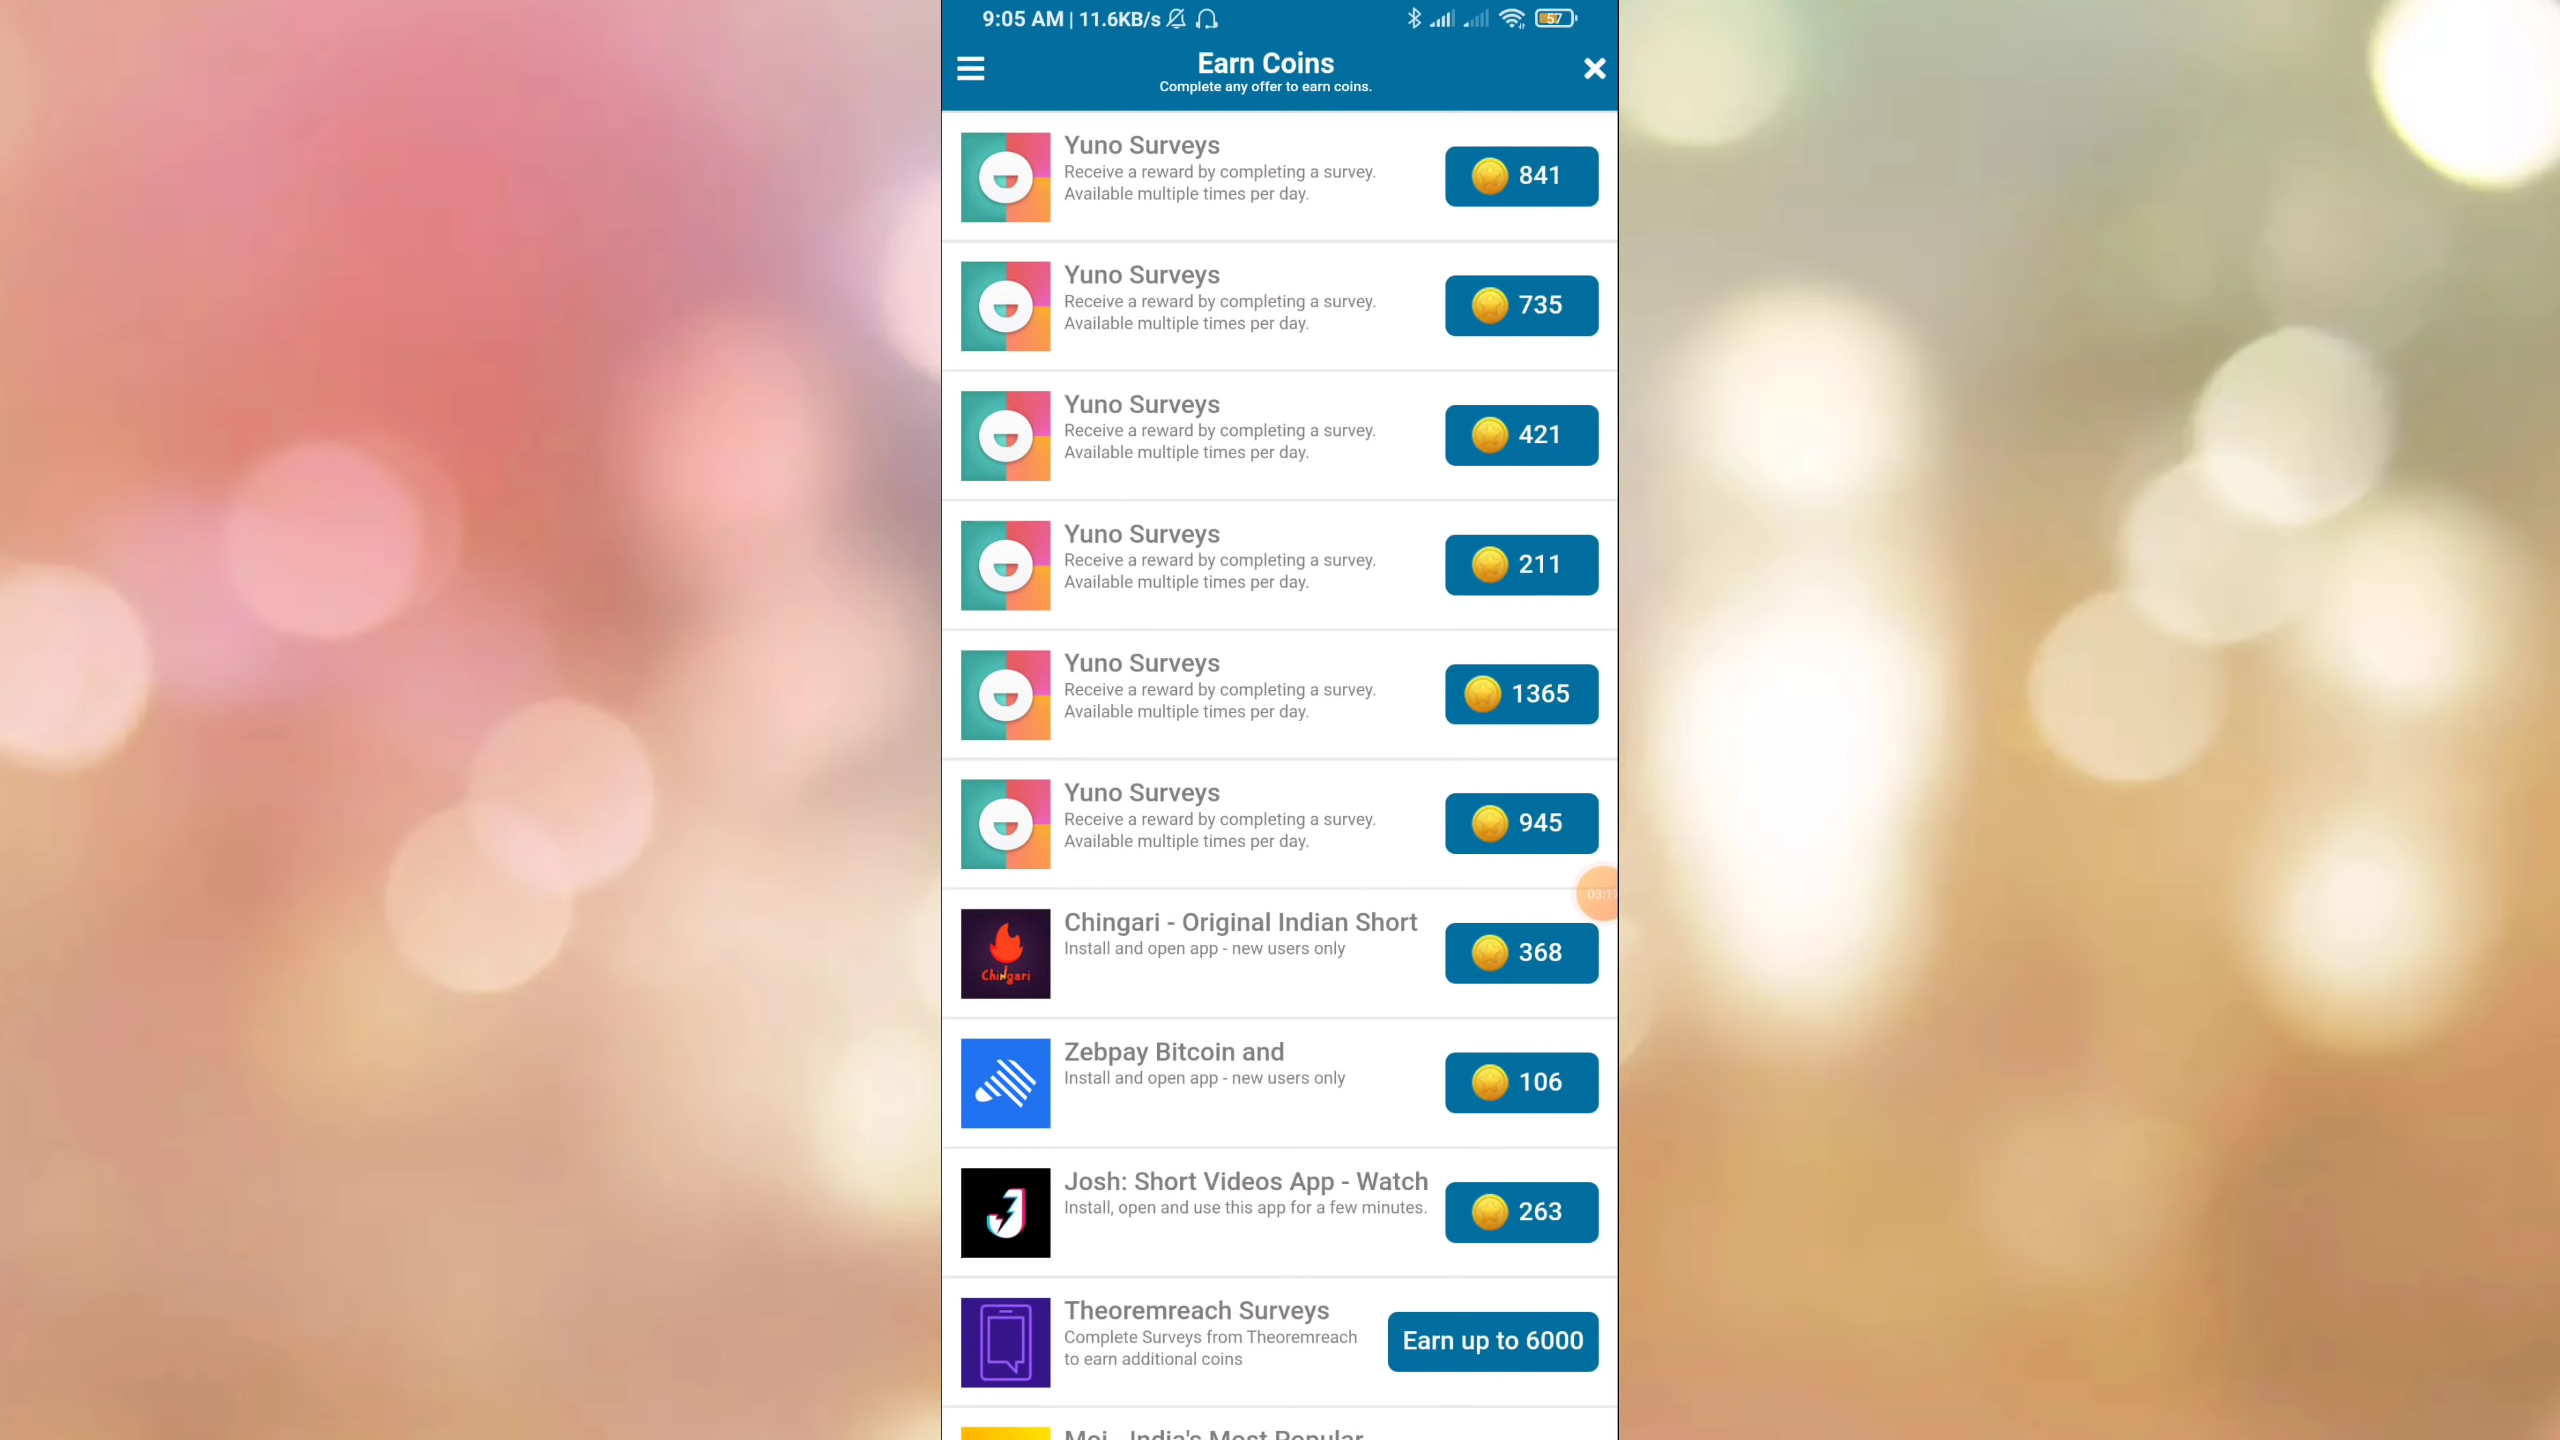 9:05 AM | 11.6KB/s
57
Earn Coins
Complete any offer to earn coins.
Yuno Surveys
Receive a reward by completing a survey.
Available multiple times per day.
841
Yuno Surveys
Receive a reward by completing a survey.
Available multiple times per day.
735
Yuno Surveys
Receive a reward by completing a survey.
Available multiple times per day.
421
Yuno Surveys
Receive a reward by completing a survey.
Available multiple times per day.
211
Yuno Surveys
Receive a reward by completing a survey.
Available multiple times per day.
1365
Yuno Surveys
Receive a reward by completing a survey.
Available multiple times per day.
945
Chingari - Original Indian Short
Install and open app - new users only
Chingari
368
Zebpay Bitcoin and
Install and open app - new users only
106
Josh: Short Videos App - Watch
Install, open and use this app for a few minutes.
263
Theoremreach Surveys
Complete Surveys from Theoremreach
to earn additional coins
Earn up to 6000
Moj - India's Most Popular